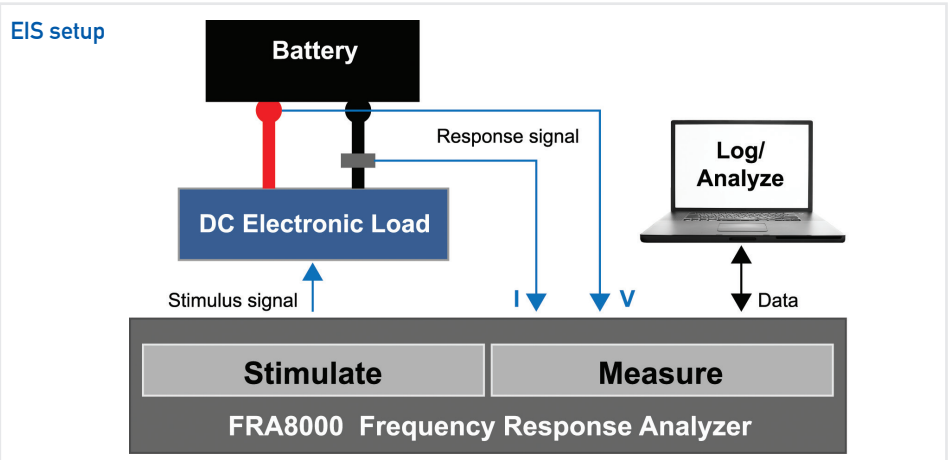 EIS setup
Battery
Response signal
Log/
Analyze
DC Electronic Load
Stimulus signal
I
V
Data
Stimulate
Measure
FRA8000 Frequency Response Analyzer